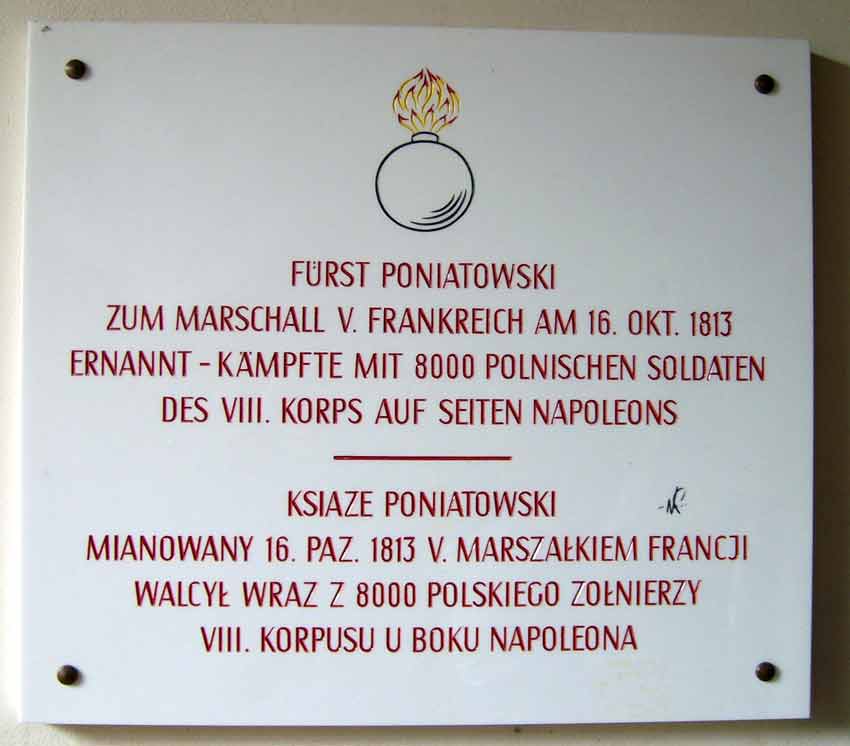 FÜRST PONIATOWSKI
ZUM MARSCHALL V. FRANKREICH AM 16. OKT. 1813
ERNANNT - KÄMPFTE MIT 8000 POLNISCHEN SOLDATEN
DES VIII. KORPS AUF SEITEN NAPOLEONS
KSIAZE PONIATOWSKI
MIANOWANY 16. PAZ. 1813 V. MARSZAŁKIEM FRANCJI
WALCYŁ WRAZ Z 8000 POLSKIEGO ZOŁNIERZY
VIII. KORPUSU U BOKU NAPOLEONA